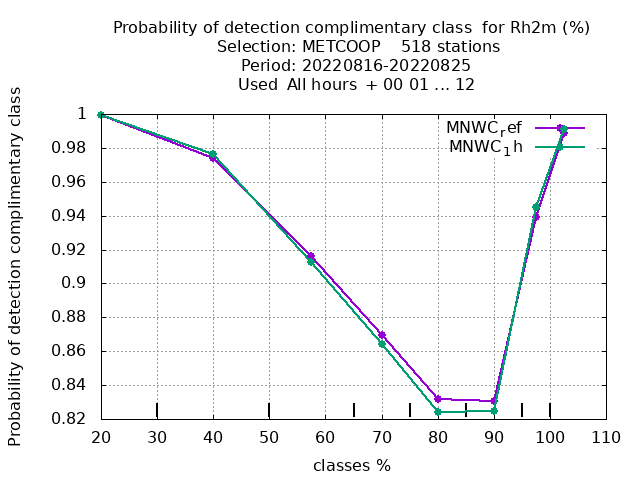 Probability of detection complimentary class  for Rh2m (%)
Selection: METCOOP    518 stations
Period: 20220816-20220825
Used  All hours  + 00 01 ... 12
Probability of detection complimentary class
1
0.98
0.96
0.94
0.92
0.9
0.88
0.86
0.84
0.82
MNWC_ref
MNWC_1h
20 30 40 50 60 70 80 90 100 110
classes %